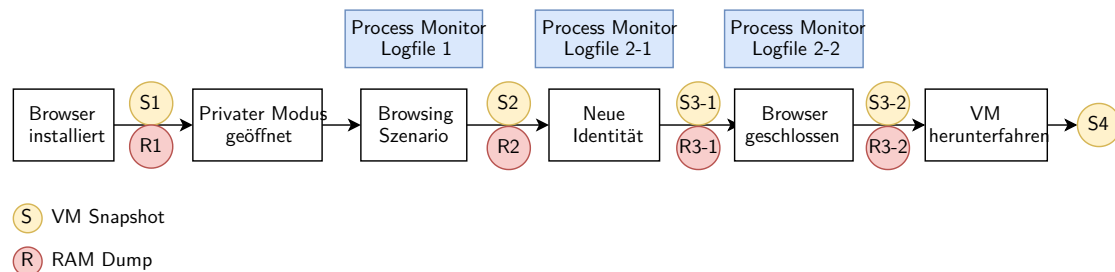 Process Monitor
Logfile 1
Process Monitor
Logfile 2-1
Process Monitor
Logfile 2-2
Browser
installiert
S1
R1
Privater Modus
geöffnet
Browsing
Szenario
S2
R2
Neue
Identität
S3-1
R3-1
Browser
geschlossen
S3-2
R3-2
VM
herunterfahren
S4
S VM Snapshot
R RAM Dump